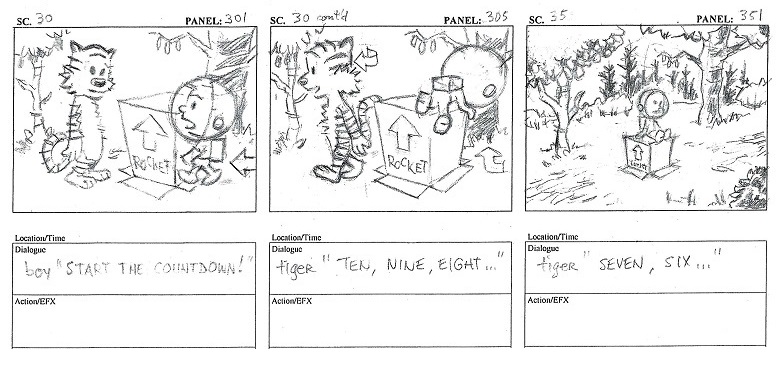 SC. 30 PANEL: 301
ROCKET
Location/Time
Dialogue
boy "START THE COUNTDOWN!"
Action/EFX
SC. 30 cont'd PANEL: 305
ROCKET
Location/Time
Dialogue
tiger "TEN, NINE, EIGHT..."
Action/EFX
SC. 35 PANEL: 351
Location/Time
Dialogue
tiger "SEVEN, SIX..."
Action/EFX